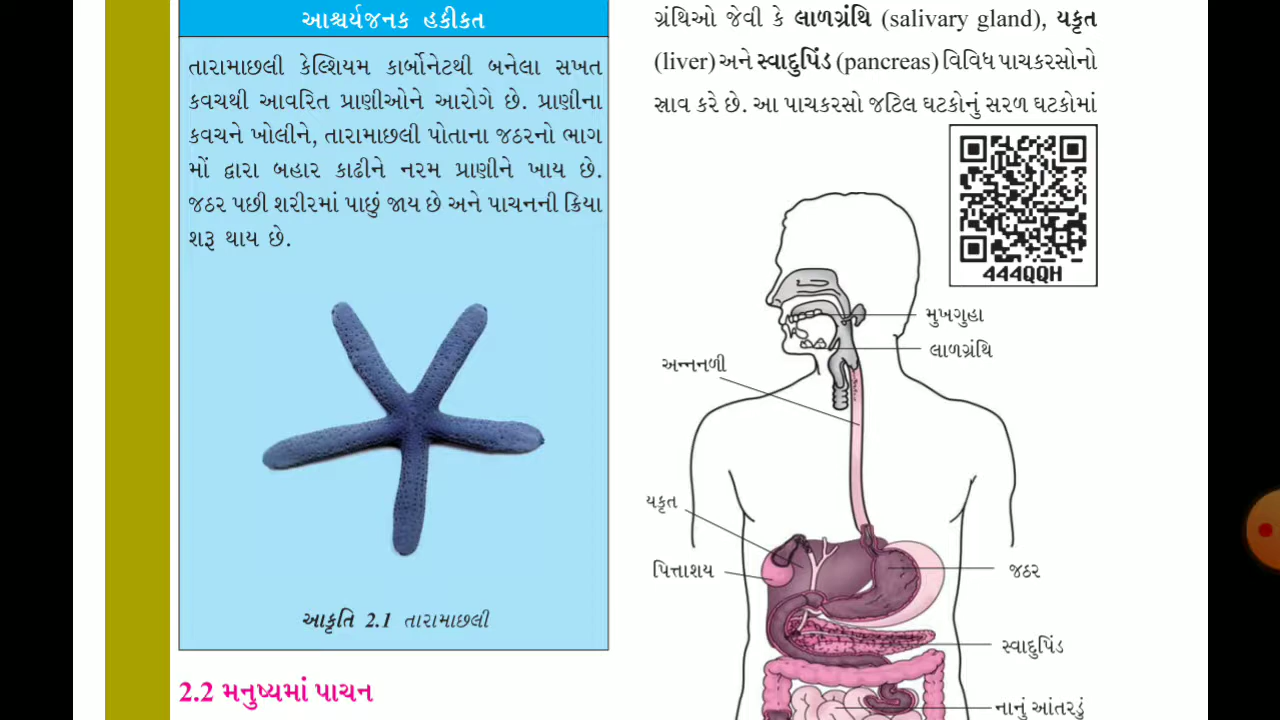 આશ્ચર્યજનક હકીકત
તારામાછલી કેલ્શિયમ કાર્બોનેટથી બનેલા સખત
કવચથી આવરિત પ્રાણીઓને આરોગે છે. પ્રાણીના
કવચને ખોલીને, તારામાછલી પોતાના જઠરનો ભાગ
મોં દ્વારા બહાર કાઢીને નરમ પ્રાણીને ખાય છે.
જઠર પછી શરીરમાં પાછું જાય છે અને પાચનની ક્રિયા
શરૂ થાય છે.
આકૃતિ 2.1 તારામાછલી
2.2 મનુષ્યમાં પાચન
ગ્રંથિઓ જેવી કે લાળગ્રંથિ (salivary gland), યકૃત
(liver) અને સ્વાદુપિંડ (pancreas) વિવિધ પાચકરસોનો
સ્રાવ કરે છે. આ પાચકરસો જટિલ ઘટકોનું સરળ ઘટકોમાં
444QQH
મુખગુહા
લાળગ્રંથિ
અન્નનળી
યકૃત
પિત્તાશય
જઠર
સ્વાદુપિંડ
નાનું આંતરડું